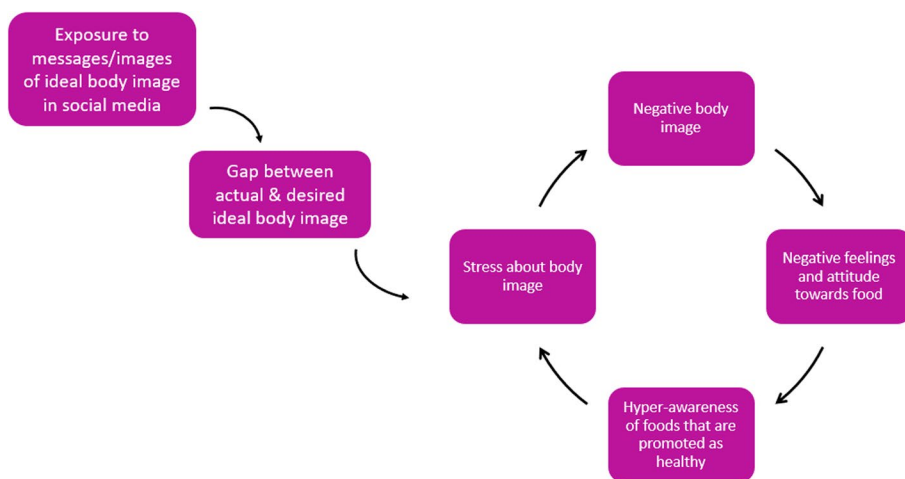 Exposure to
messages/images
of ideal body image
in social media
Gap between
actual & desired
ideal body image
Stress about body
image
Negative body
image
Negative feelings
and attitude
towards food
Hyper-awareness
of foods that are
promoted as
healthy